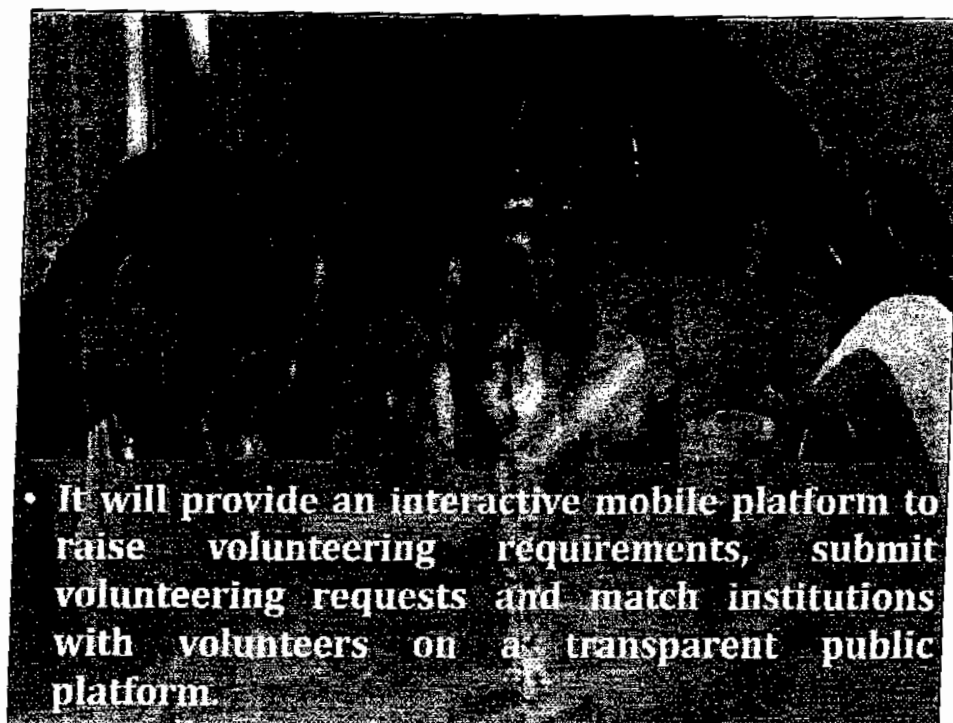 • It will provide an interactive mobile platform to
raise volunteering requirements, submit
volunteering requests and match institutions
with volunteers on a transparent public
platform.